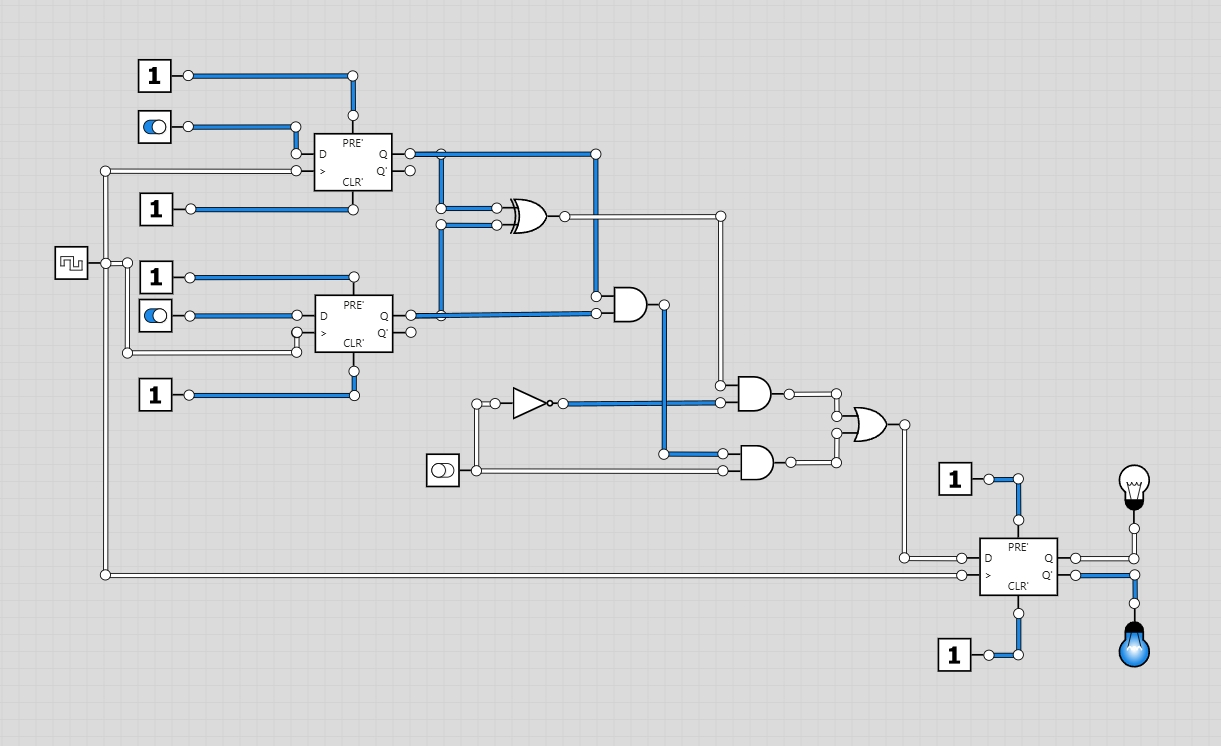 1
PRE'
D Q
> Q'
CLR'
1
1
PRE'
D Q
> Q'
CLR'
1
1
PRE'
D Q
> Q'
CLR'
1